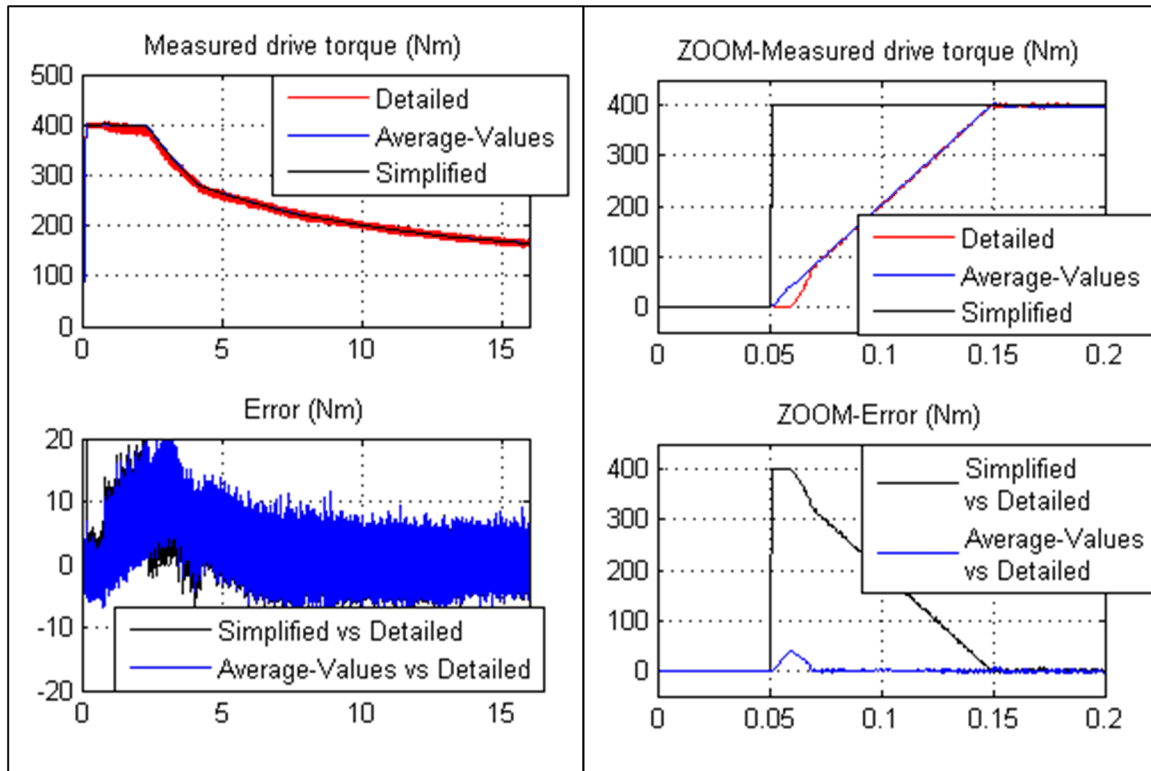 Measured drive torque (Nm)
500
400
300
200
100
0
Detailed
Average-Values
Simplified
0
5
10
15
Error (Nm)
20
10
0
-10
-20
Simplified vs Detailed
Average-Values vs Detailed
0
5
10
15
ZOOM-Measured drive torque (Nm)
400
300
200
100
0
Detailed
Average-Values
Simplified
0
0.05
0.1
0.15
0.2
ZOOM-Error (Nm)
400
300
200
100
0
Simplified
vs Detailed
Average-Values
vs Detailed
0
0.05
0.1
0.15
0.2